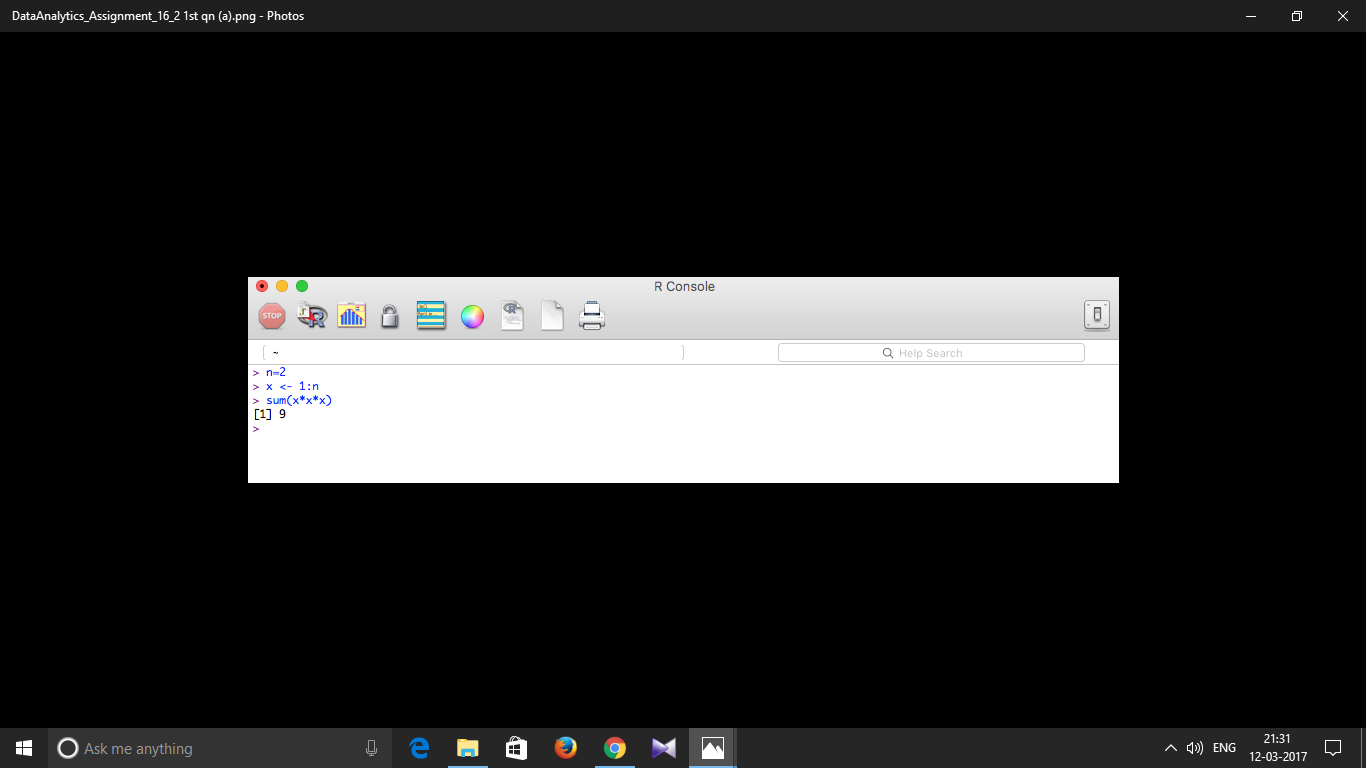 DataAnalytics_Assignment_16_2 1st qn (a).png - Photos
R Console
STOP
R
R
~
Help Search
> n=2
> x <- 1:n
> sum(x*x*x)
[1] 9
>
Ask me anything
ENG
21:31
12-03-2017